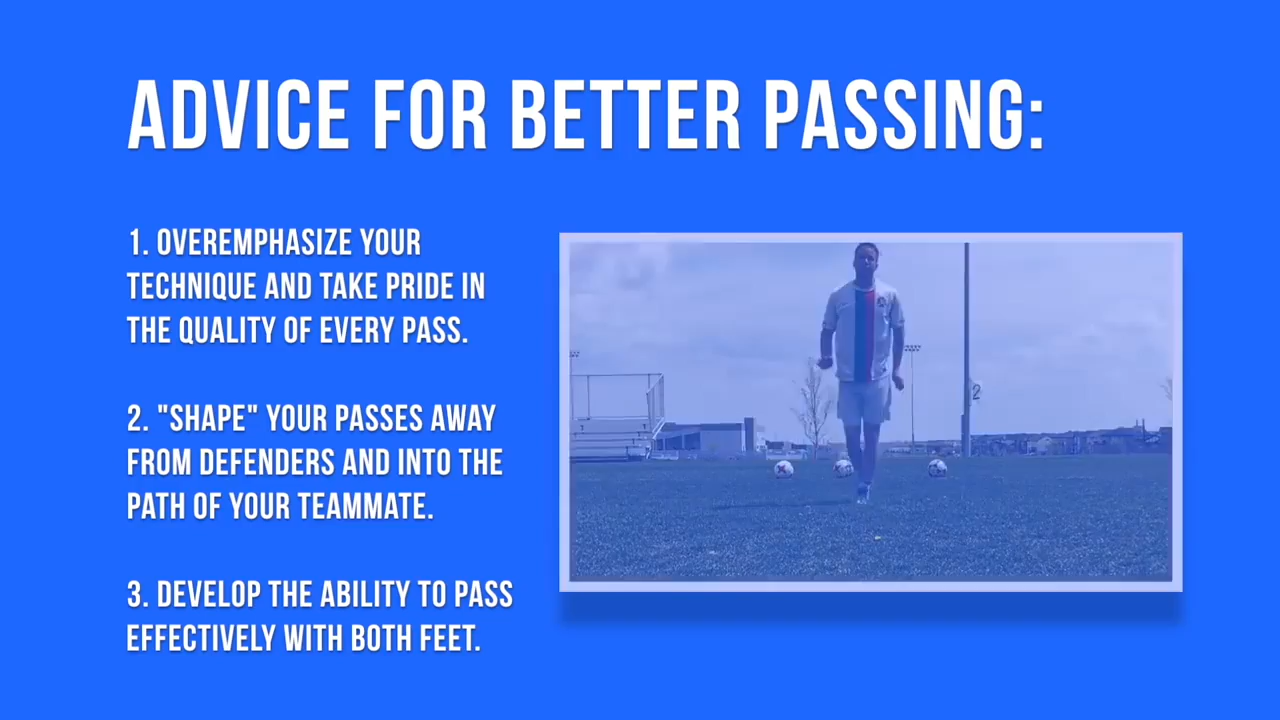 ADVICE FOR BETTER PASSING:
1. OVEREMPHASIZE YOUR
TECHNIQUE AND TAKE PRIDE IN
THE QUALITY OF EVERY PASS.
2. "SHAPE" YOUR PASSES AWAY
FROM DEFENDERS AND INTO THE
PATH OF YOUR TEAMMATE.
3. DEVELOP THE ABILITY TO PASS
EFFECTIVELY WITH BOTH FEET.
2